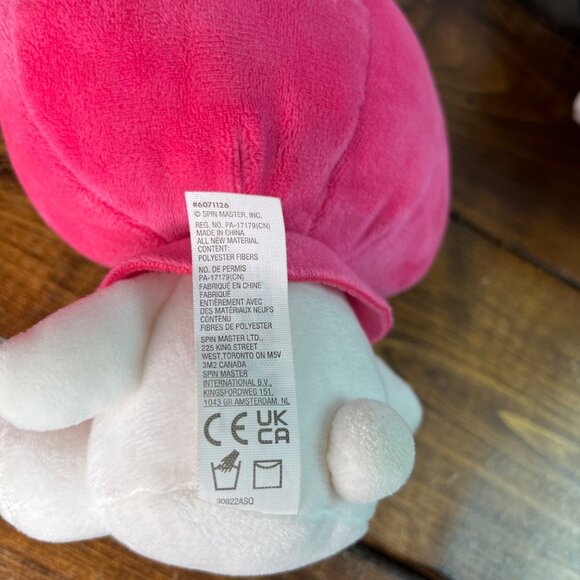 #6071126
© SPIN MASTER, INC.
REG. NO. PA-17179(CN)
MADE IN CHINA
ALL NEW MATERIAL
CONTENT:
POLYESTER FIBERS
NO. DE PERMIS
PA-17179(CN)
FABRIQUÉ EN CHINE
FABRIQUÉ
ENTIÈREMENT AVEC
DES MATÉRIAUX NEUFS
CONTENU
FIBRES DE POLYESTER
SPIN MASTER LTD.,
225 KING STREET
WEST,TORONTO ON M5V
3M2 CANADA
SPIN MASTER
INTERNATIONAL B.V.,
KINGSFORDWEG 151,
1043 GR AMSTERDAM, NL
CE UK
CA
30922ASQ